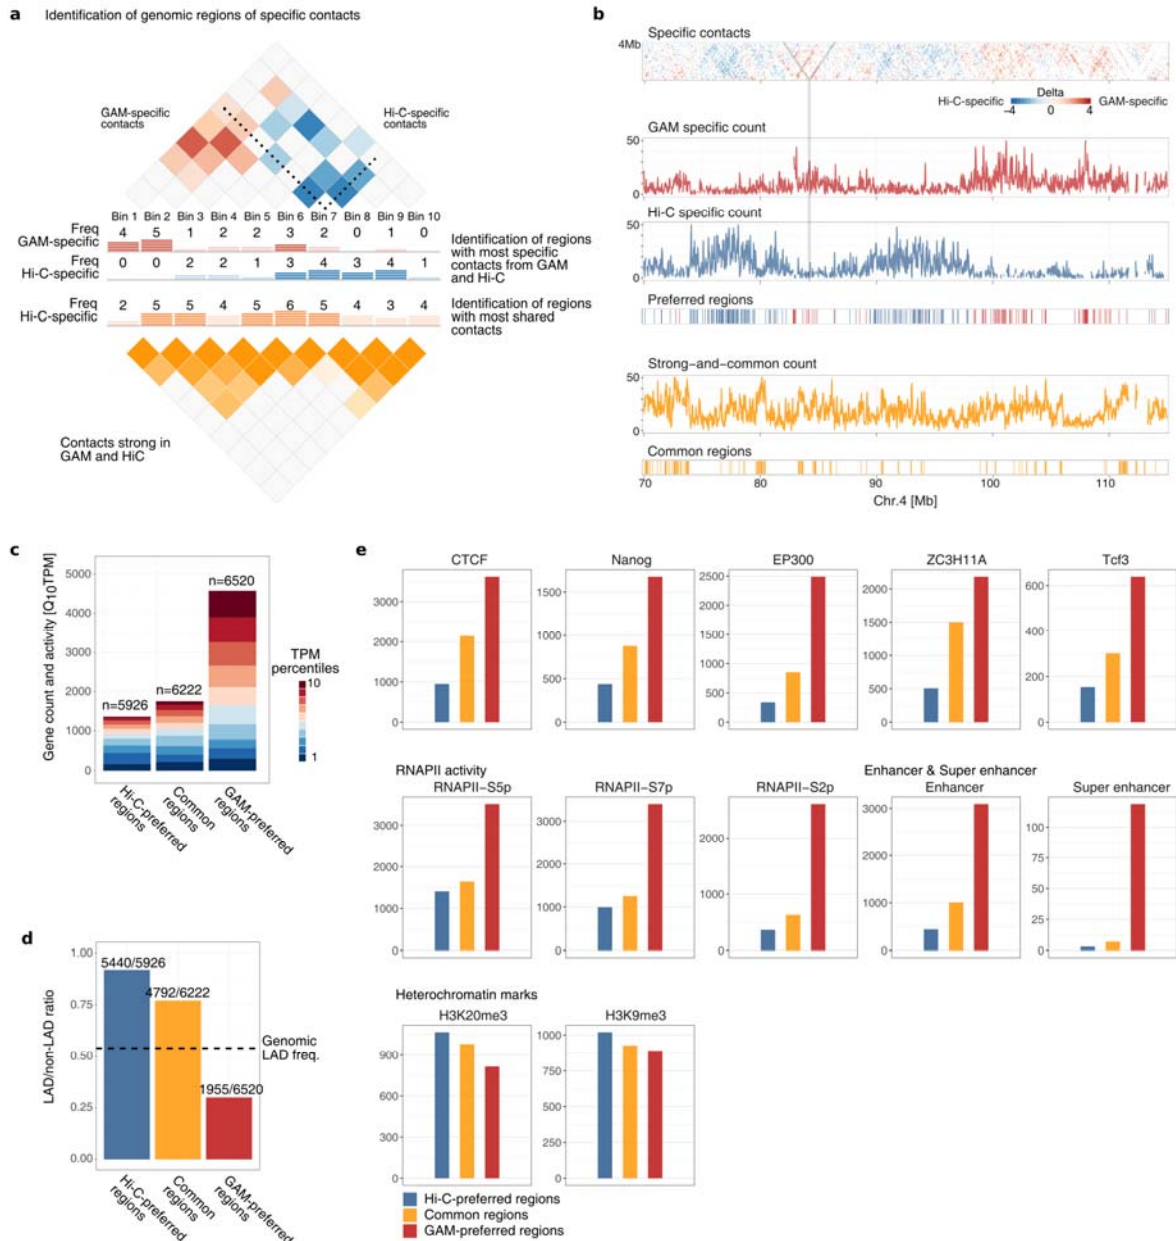 a
Identification of genomic regions of specific contacts
GAM-specific
contacts
Hi-C-specific
contacts
Bin 1 Bin 2 Bin 3 Bin 4 Bin 5 Bin 6 Bin 7 Bin 8 Bin 9 Bin 10
Freq
GAM-specific
4 5 1 2 2 3 2 0 1 0
Freq
Hi-C-specific
0 0 2 2 1 3 4 3 4 1
Identification of regions
with most specific
contacts from GAM
and Hi-C
Freq
Hi-C-specific
2 5 5 4 5 6 5 4 3 4
Identification of regions
with most shared
contacts
Contacts strong in
GAM and HiC
b
Specific contacts
4Mb
Delta
Hi-C-specific
GAM-specific
−4 0 4
GAM specific count
50
0
Hi-C specific count
50
0
Preferred regions
Strong−and−common count
50
0
Common regions
70 80 90 100 110
Chr.4 [Mb]
c
Gene count and activity [Q10TPM]
5000
4000
3000
2000
1000
0
n=5926
n=6222
n=6520
TPM
percentiles
10
1
Hi-C-preferred
regions
Common
regions
GAM-preferred
regions
d
LAD/non-LAD ratio
1.00
0.75
0.50
0.25
0.00
5440/5926
4792/6222
1955/6520
Genomic
LAD freq.
Hi-C-preferred
regions
Common
regions
GAM-preferred
regions
e
CTCF
3000
2000
1000
0
Nanog
1500
1000
500
0
EP300
2500
2000
1500
1000
500
0
ZC3H11A
2000
1500
1000
500
0
Tcf3
600
400
200
0
RNAPII activity
RNAPII−S5p
3000
2000
1000
0
RNAPII−S7p
3000
2000
1000
0
RNAPII−S2p
2000
1000
0
Enhancer & Super enhancer
Enhancer
3000
2000
1000
0
Super enhancer
100
75
50
25
0
Heterochromatin marks
H3K20me3
900
600
300
0
H3K9me3
1000
750
500
250
0
Hi-C-preferred regions
Common regions
GAM-preferred regions